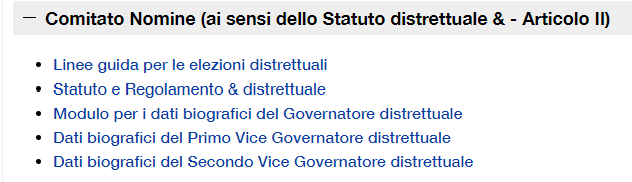 — Comitato Nomine (ai sensi dello Statuto distrettuale & - Articolo II)
• Linee guida per le elezioni distrettuali
• Statuto e Regolamento & distrettuale
• Modulo per i dati biografici del Governatore distrettuale
• Dati biografici del Primo Vice Governatore distrettuale
• Dati biografici del Secondo Vice Governatore distrettuale